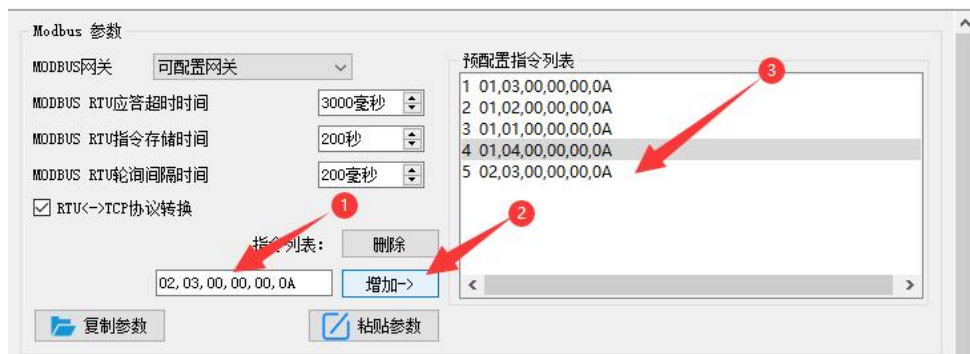 Modbus 参数
MODBUS网关 可配置网关
MODBUS RTU应答超时时间 3000毫秒
MODBUS RTU指令存储时间 200秒
MODBUS RTU轮询间隔时间 200毫秒
RTU<->TCP协议转换
1
指令列表： 删除
2
02,03,00,00,00,0A 增加->
复制参数 粘贴参数
预配置指令列表
3
1 01,03,00,00,00,0A
2 01,02,00,00,00,0A
3 01,01,00,00,00,0A
4 01,04,00,00,00,0A
5 02,03,00,00,00,0A